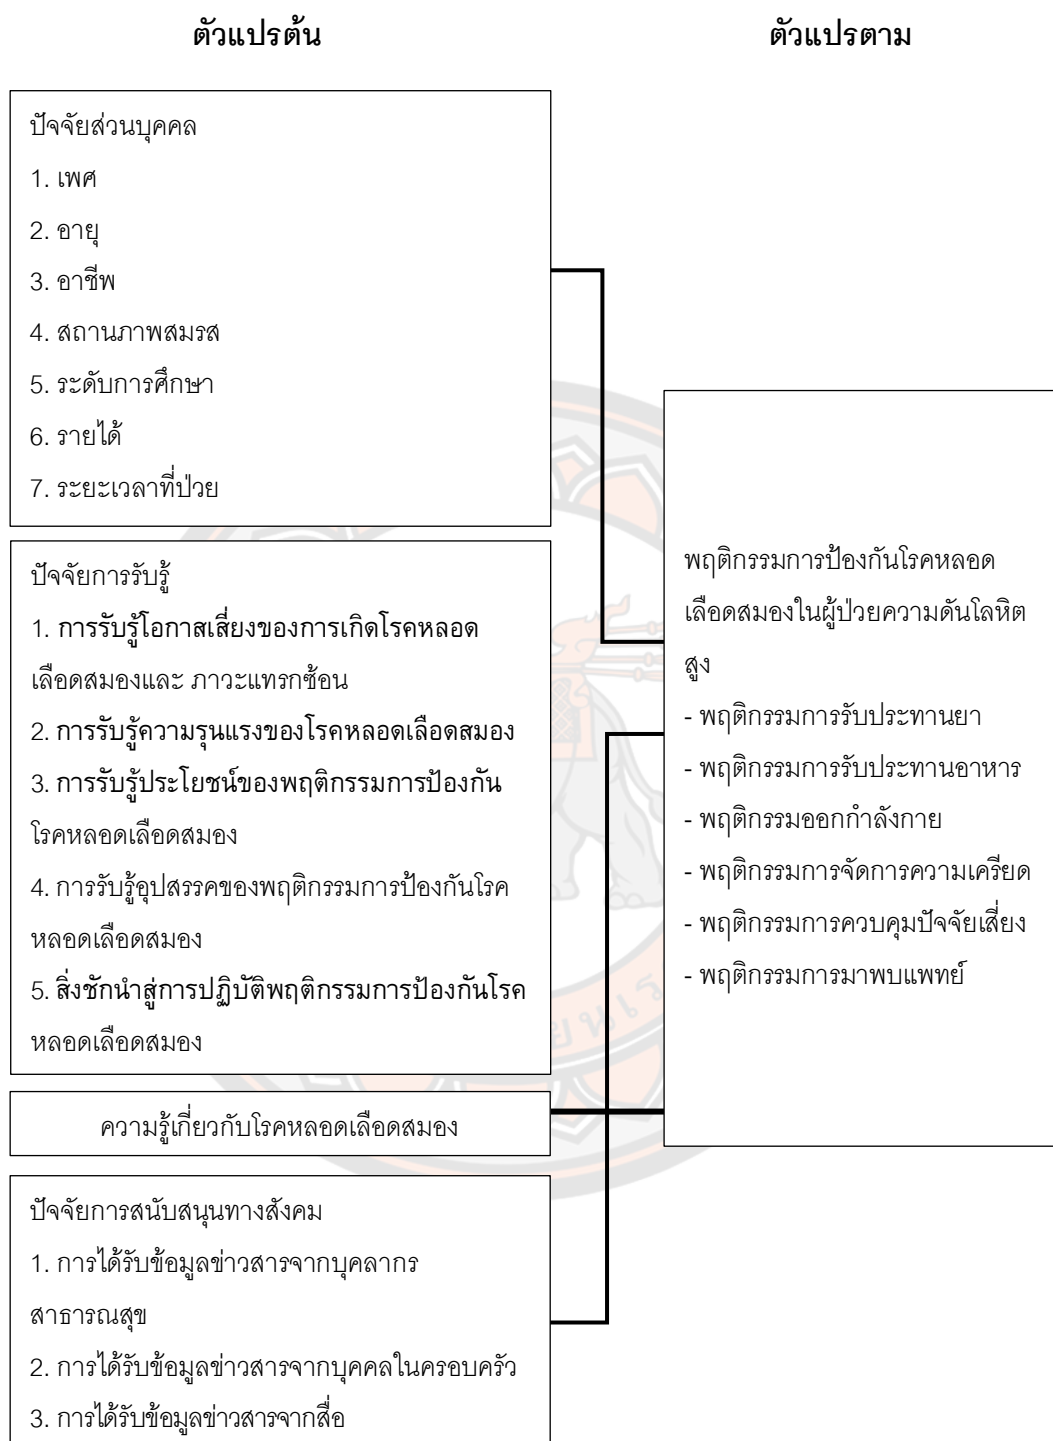 ตัวแปรต้น
ตัวแปรตาม
ปัจจัยส่วนบุคคล
1. เพศ
2. อายุ
3. อาชีพ
4. สถานภาพสมรส
5. ระดับการศึกษา
6. รายได้
7. ระยะเวลาที่ป่วย
ปัจจัยการรับรู้
1. การรับรู้โอกาสเสี่ยงของการเกิดโรคหลอด
เลือดสมองและ ภาวะแทรกซ้อน
2. การรับรู้ความรุนแรงของโรคหลอดเลือดสมอง
3. การรับรู้ประโยชน์ของพฤติกรรมการป้องกัน
โรคหลอดเลือดสมอง
4. การรับรู้อุปสรรคของพฤติกรรมการป้องกันโรค
หลอดเลือดสมอง
5. สิ่งชักนำสู่การปฏิบัติพฤติกรรมการป้องกันโรค
หลอดเลือดสมอง
ความรู้เกี่ยวกับโรคหลอดเลือดสมอง
ปัจจัยการสนับสนุนทางสังคม
1. การได้รับข้อมูลข่าวสารจากบุคลากร
สาธารณสุข
2. การได้รับข้อมูลข่าวสารจากบุคคลในครอบครัว
3. การได้รับข้อมูลข่าวสารจากสื่อ
พฤติกรรมการป้องกันโรคหลอด
เลือดสมองในผู้ป่วยความดันโลหิต
สูง
- พฤติกรรมการรับประทานยา
- พฤติกรรมการรับประทานอาหาร
- พฤติกรรมออกกำลังกาย
- พฤติกรรมการจัดการความเครียด
- พฤติกรรมการควบคุมปัจจัยเสี่ยง
- พฤติกรรมการมาพบแพทย์